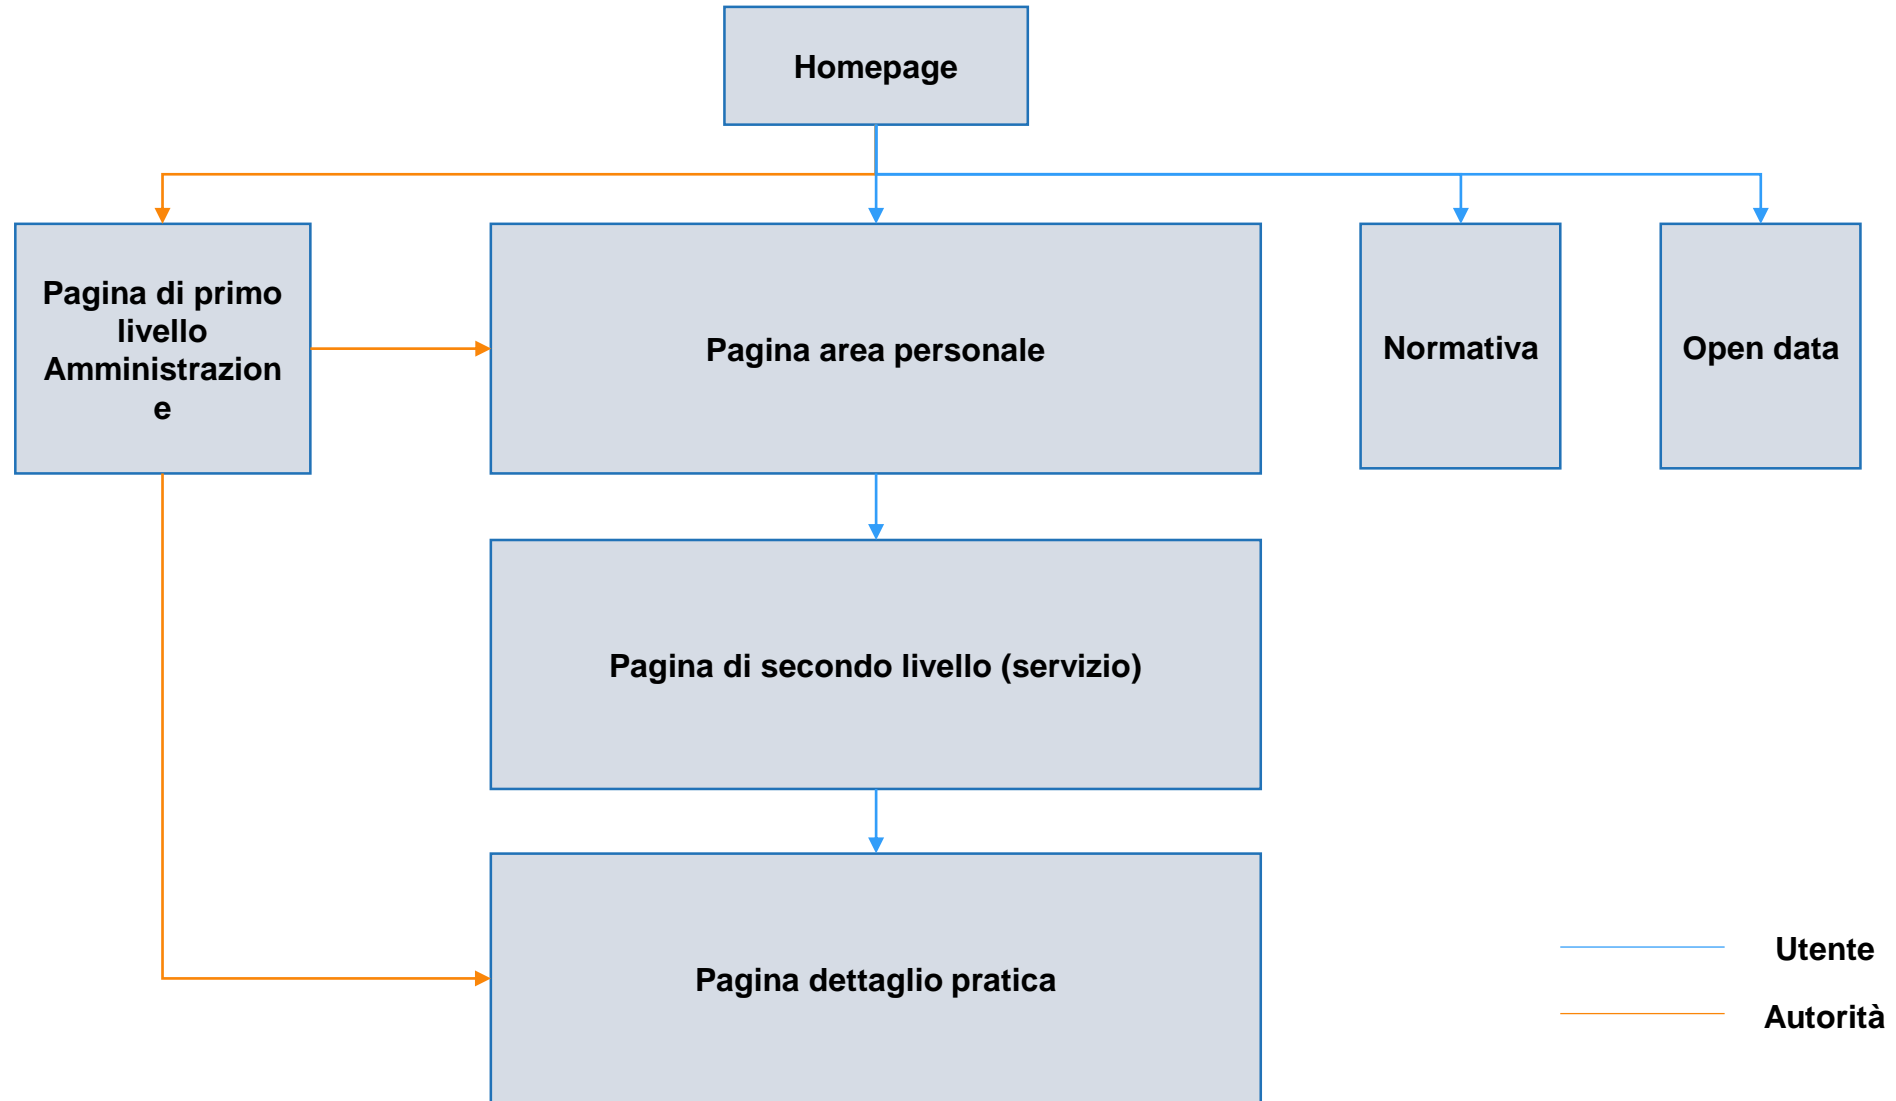 Homepage
Pagina di primo
livello
Amministrazion
e
Pagina area personale
Normativa
Open data
Pagina di secondo livello (servizio)
Pagina dettaglio pratica
Utente
Autorità